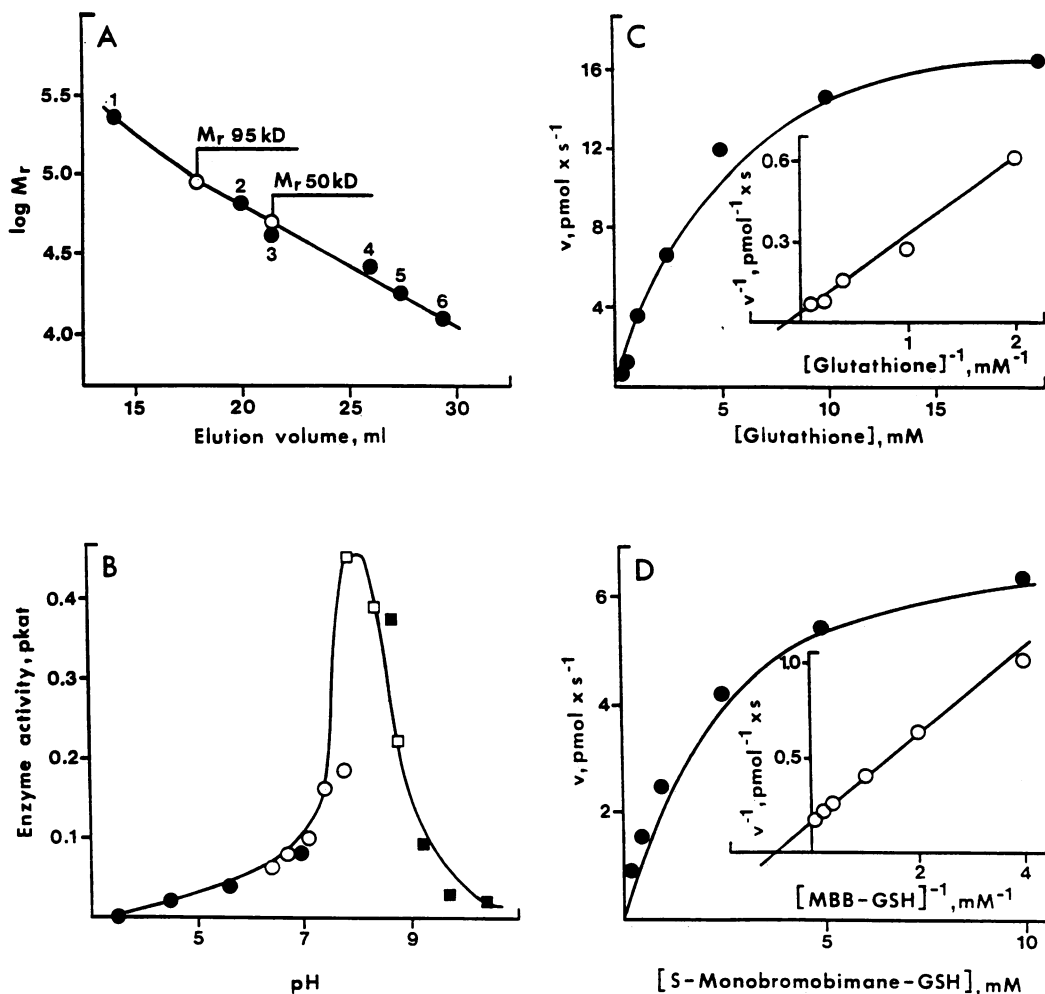 A
log Mr
5.5
5.0
4.5
4.0
1
Mr 95 kD
2
Mr 50 kD
3
4
5
6
15 20 25 30
Elution volume, ml
C
v, pmol x s-1
16
12
8
4
v-1, pmol-1 x s
0.6
0.3
1 2
[Glutathione]-1, mM-1
5 10 15
[Glutathione], mM
B
Enzyme activity, pkat
0.4
0.3
0.2
0.1
5 7 9
pH
D
v, pmol x s-1
6
4
2
v-1, pmol-1 x s
1.0
0.5
2 4
[MBB-GSH]-1, mM-1
5 10
[S-Monobromobimane-GSH], mM